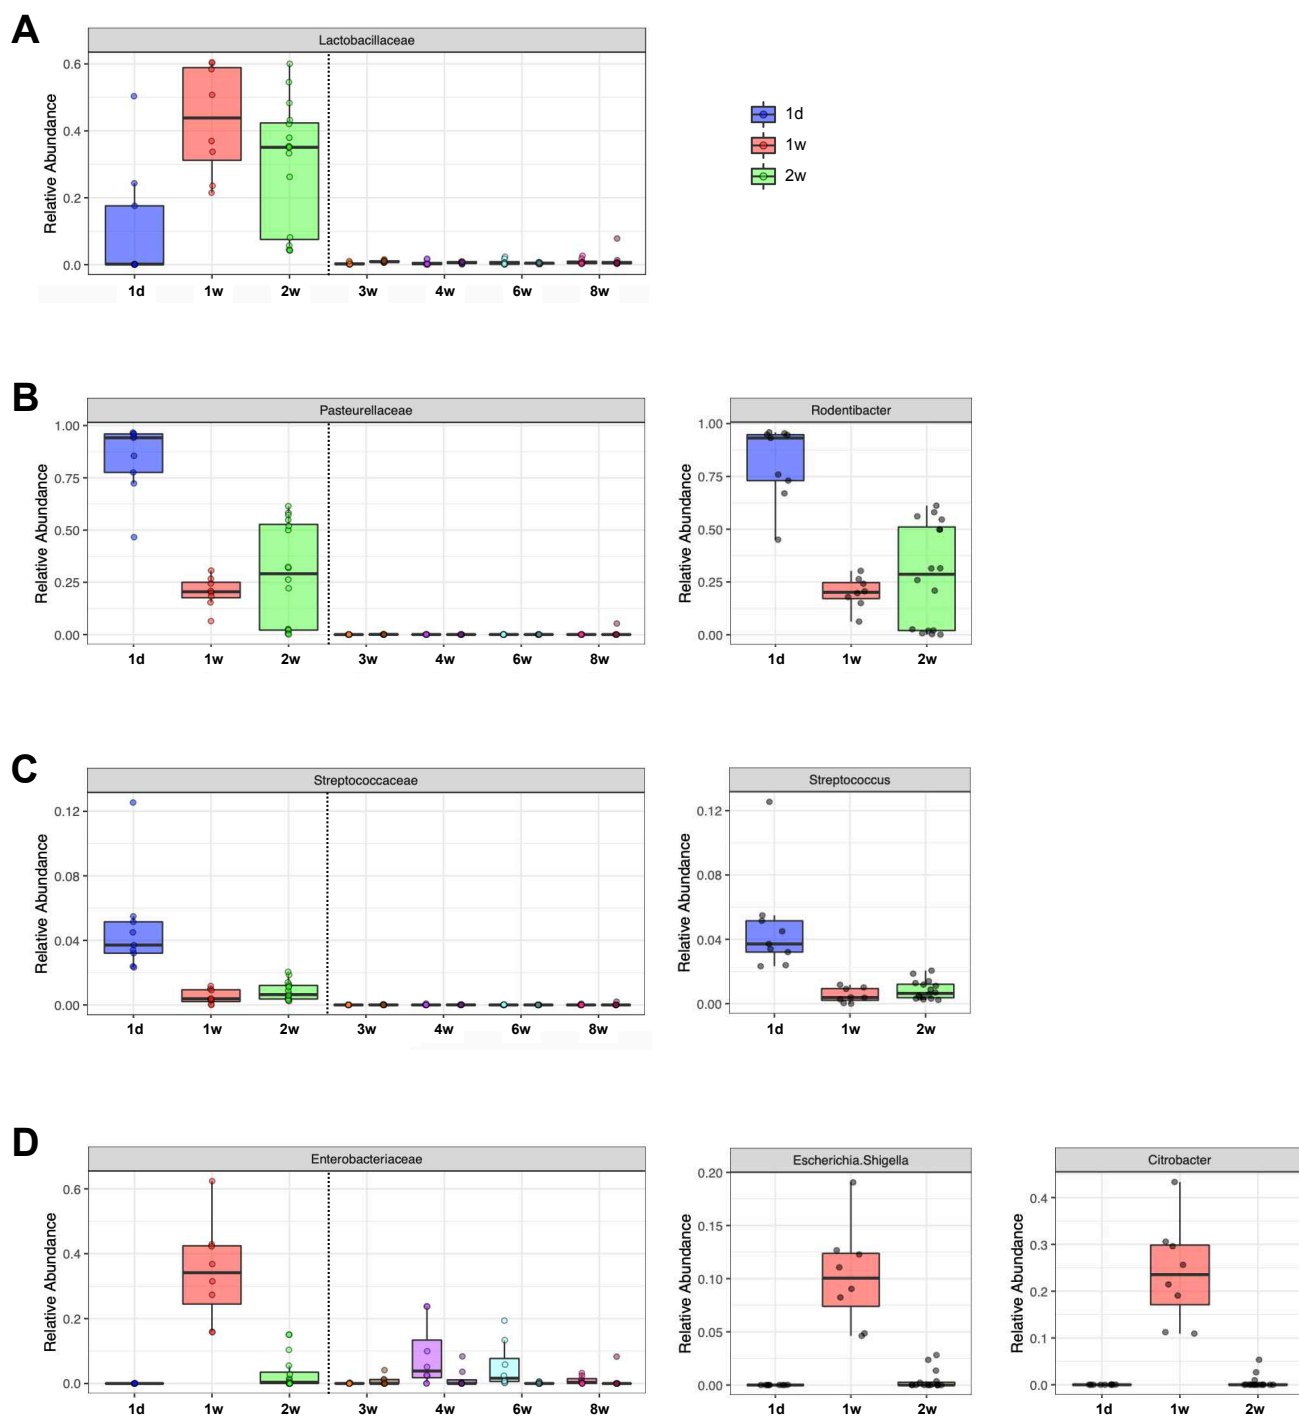 A
Lactobacillaceae
Relative Abundance
0.6
0.4
0.2
0.0
1d 1w 2w 3w 4w 6w 8w
1d
1w
2w
B
Pasteurellaceae
Relative Abundance
1.00
0.75
0.50
0.25
0.00
1d 1w 2w 3w 4w 6w 8w
Rodentibacter
Relative Abundance
1.00
0.75
0.50
0.25
0.00
1d 1w 2w
C
Streptococcaceae
Relative Abundance
0.12
0.08
0.04
0.00
1d 1w 2w 3w 4w 6w 8w
Streptococcus
Relative Abundance
0.12
0.08
0.04
0.00
1d 1w 2w
D
Enterobacteriaceae
Relative Abundance
0.6
0.4
0.2
0.0
1d 1w 2w 3w 4w 6w 8w
Escherichia.Shigella
Relative Abundance
0.20
0.15
0.10
0.05
0.00
1d 1w 2w
Citrobacter
Relative Abundance
0.4
0.3
0.2
0.1
0.0
1d 1w 2w